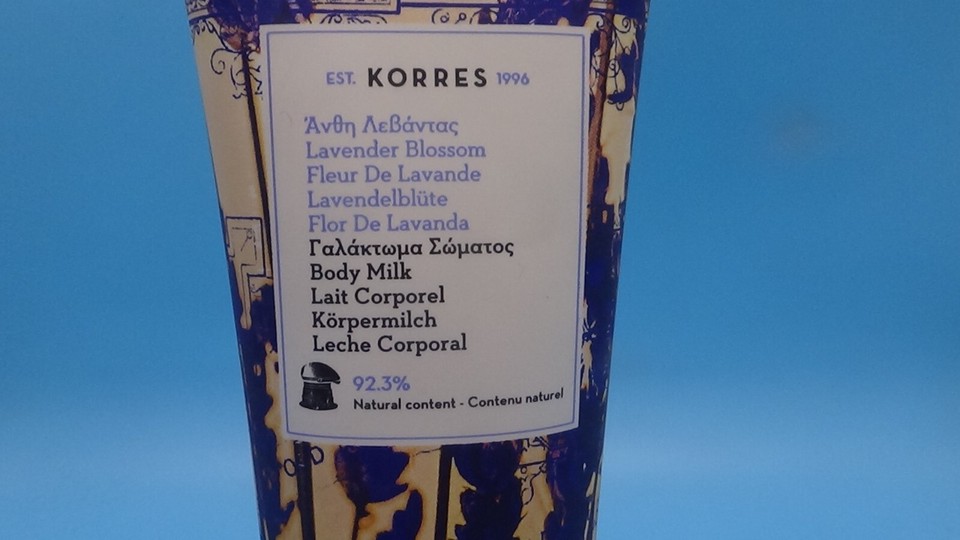 EST. KORRES 1996
Άνθη Λεβάντας
Lavender Blossom
Fleur De Lavande
Lavendelblüte
Flor De Lavanda
Γαλάκτωμα Σώματος
Body Milk
Lait Corporel
Körpermilch
Leche Corporal
92.3%
Natural content - Contenu naturel